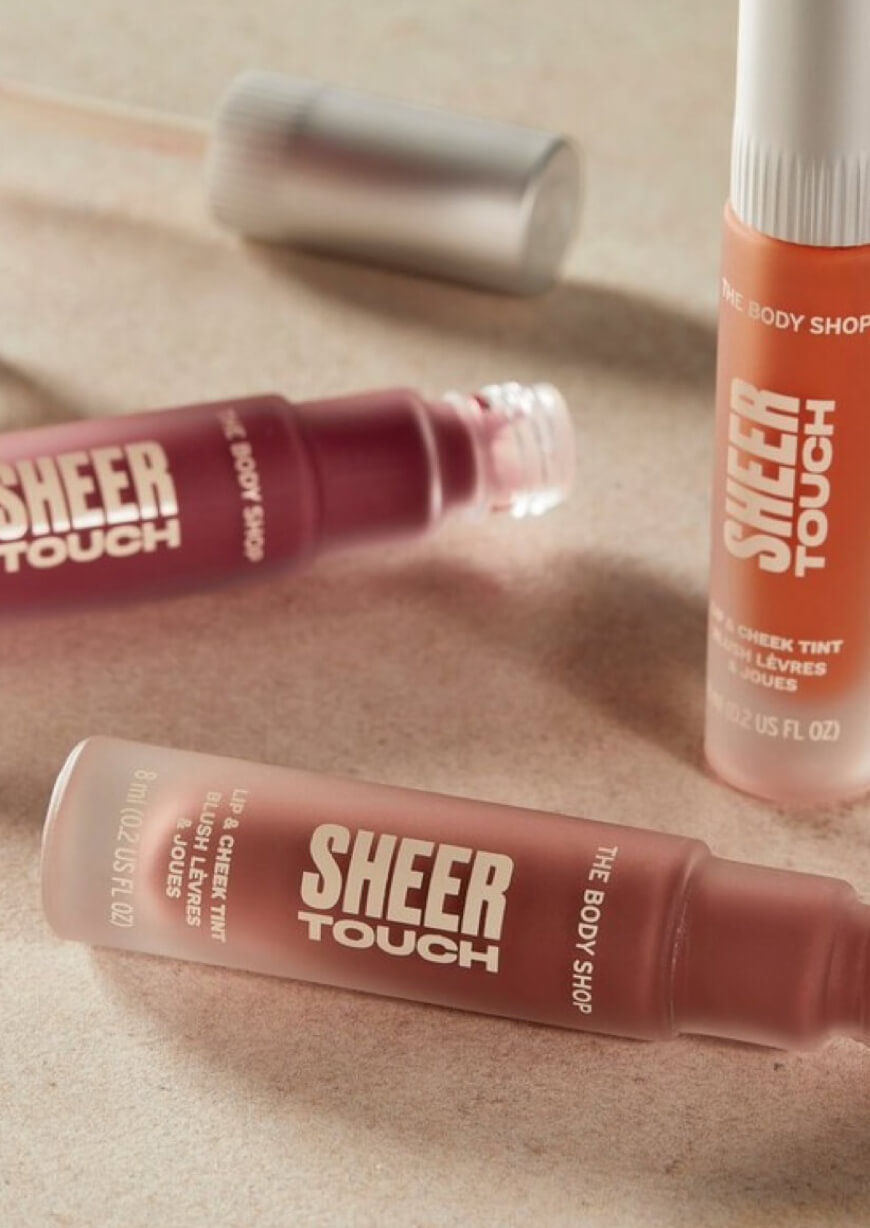 THE BODY SHOP
SHEER
TOUCH
LIP & CHEEK TINT
BLUSH LÈVRES
& JOUES
(0.2 US FL OZ)
SHEER
TOUCH
THE BODY SHOP
THE BODY SHOP
SHEER
TOUCH
LIP & CHEEK TINT
BLUSH LÈVRES
& JOUES
8 ml (0.2 US FL OZ)